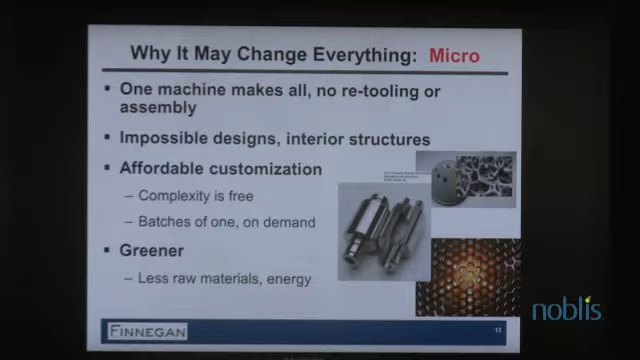 Why It May Change Everything: Micro
▪ One machine makes all, no re-tooling or
assembly
▪ Impossible designs, interior structures
▪ Affordable customization
– Complexity is free
– Batches of one, on demand
▪ Greener
– Less raw materials, energy
FINNEGAN
13
noblis